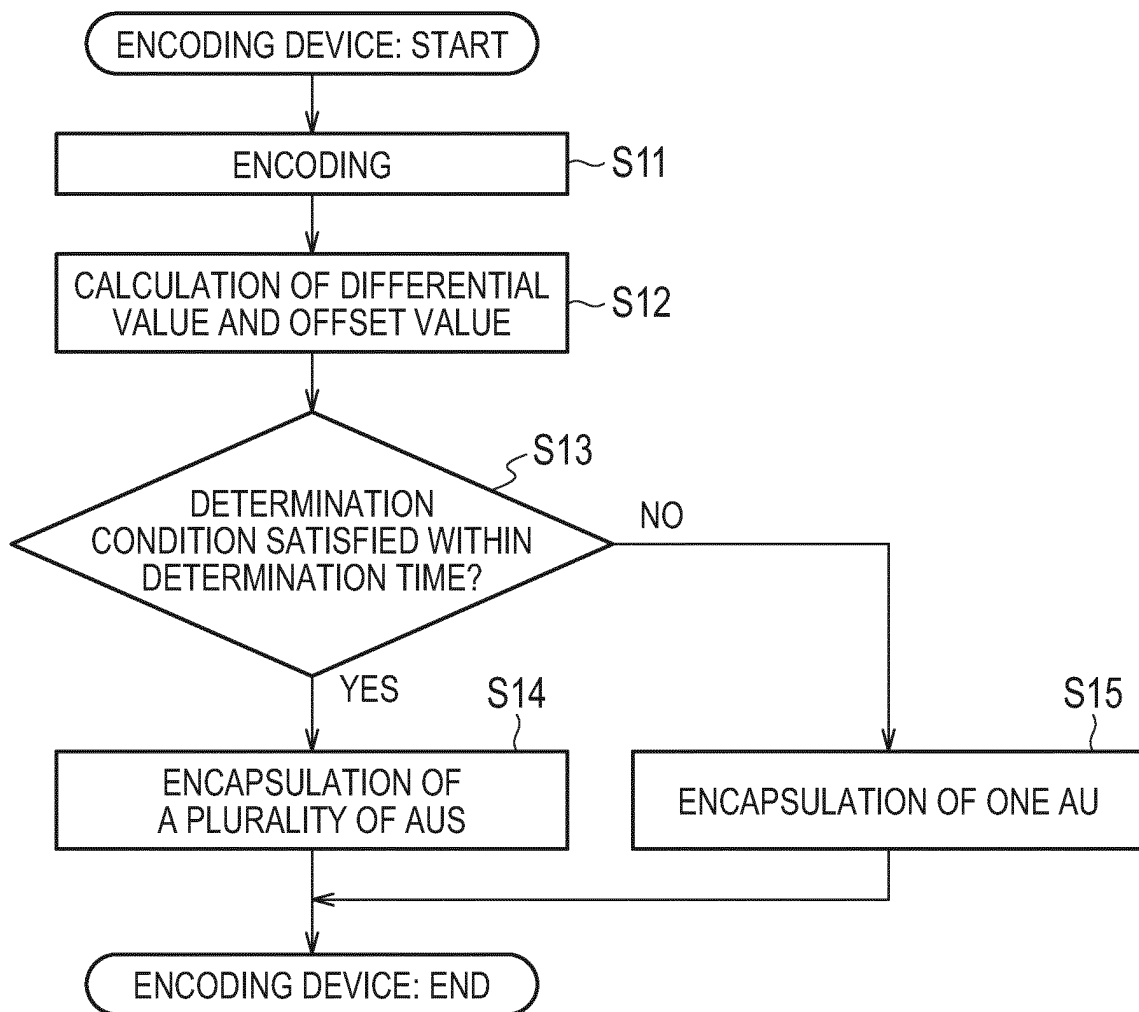 ENCODING DEVICE: START
ENCODING
S11
CALCULATION OF DIFFERENTIAL
VALUE AND OFFSET VALUE
S12
S13
DETERMINATION
CONDITION SATISFIED WITHIN
DETERMINATION TIME?
NO
YES
S14
ENCAPSULATION OF
A PLURALITY OF AUS
S15
ENCAPSULATION OF ONE AU
ENCODING DEVICE: END